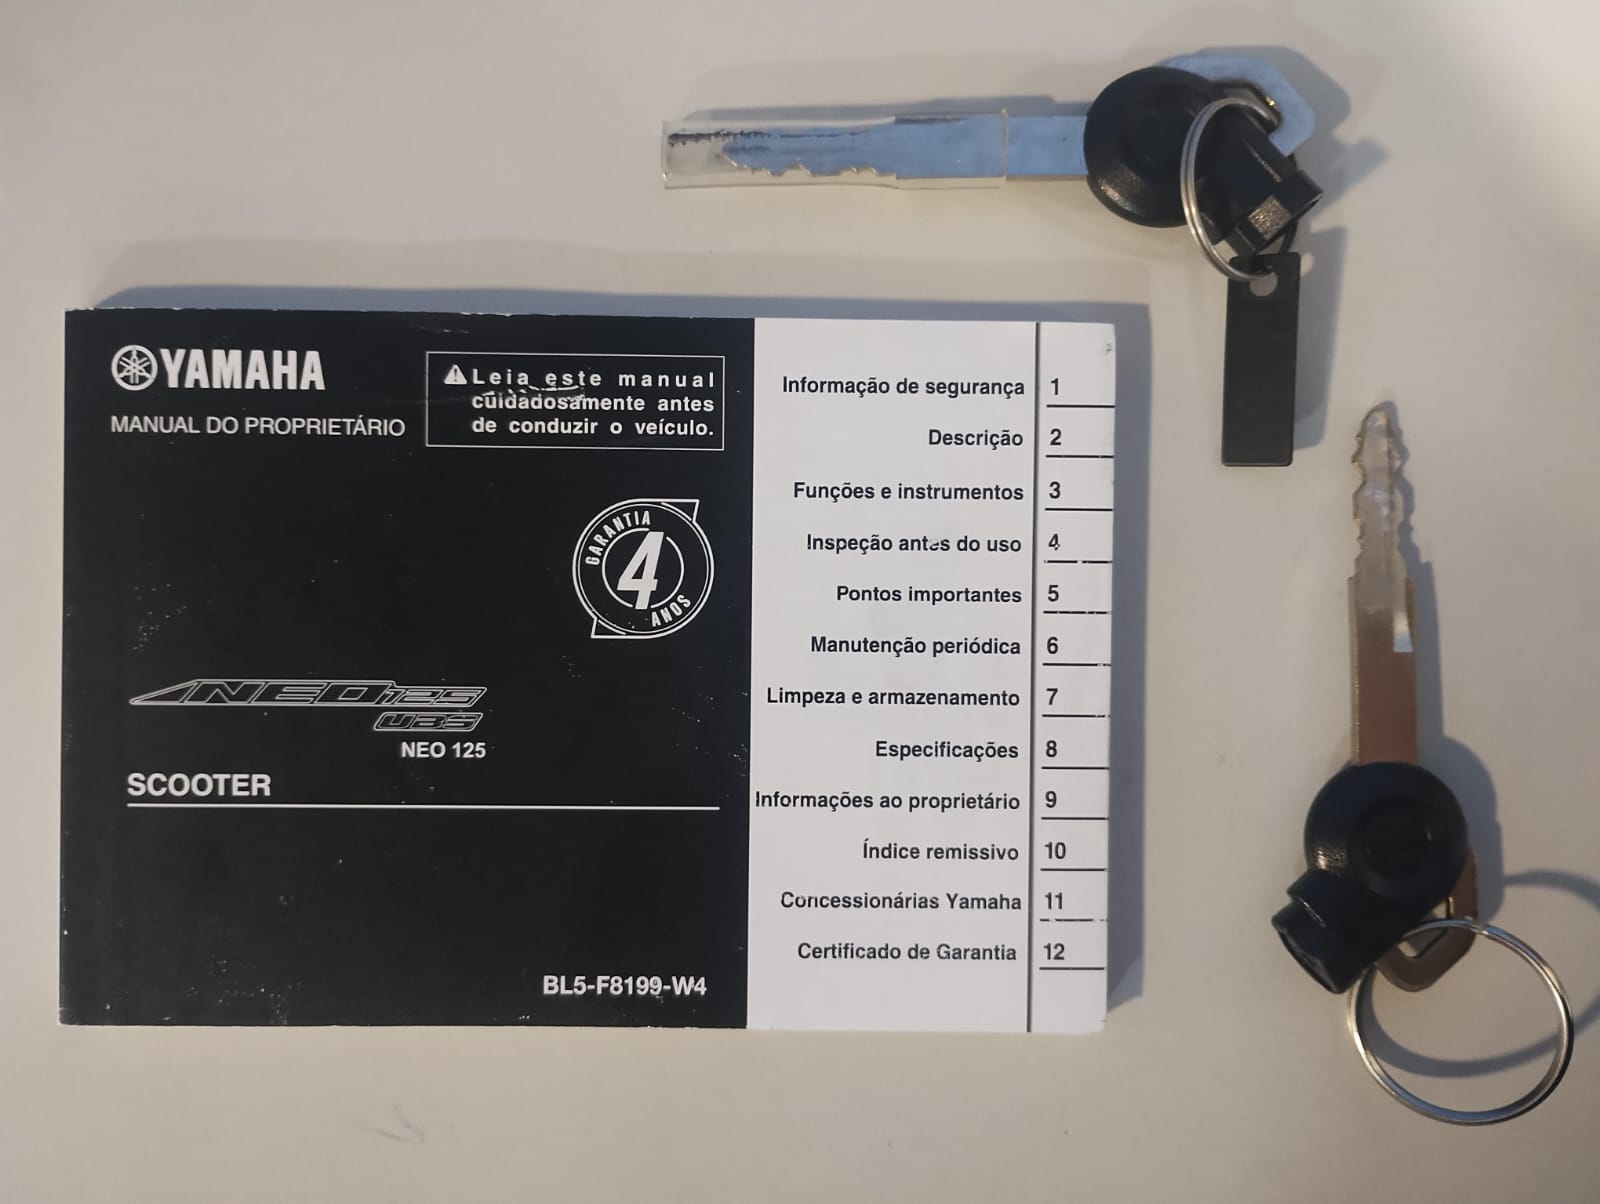 YAMAHA
MANUAL DO PROPRIETÁRIO
Leia este manual
cuidadosamente antes
de conduzir o veículo.
GARANTIA
4
ANOS
NEO125
UBS
NEO 125
SCOOTER
BL5-F8199-W4
Informação de segurança 1
Descrição 2
Funções e instrumentos 3
Inspeção antes do uso 4
Pontos importantes 5
Manutenção periódica 6
Limpeza e armazenamento 7
Especificações 8
Informações ao proprietário 9
Índice remissivo 10
Concessionárias Yamaha 11
Certificado de Garantia 12